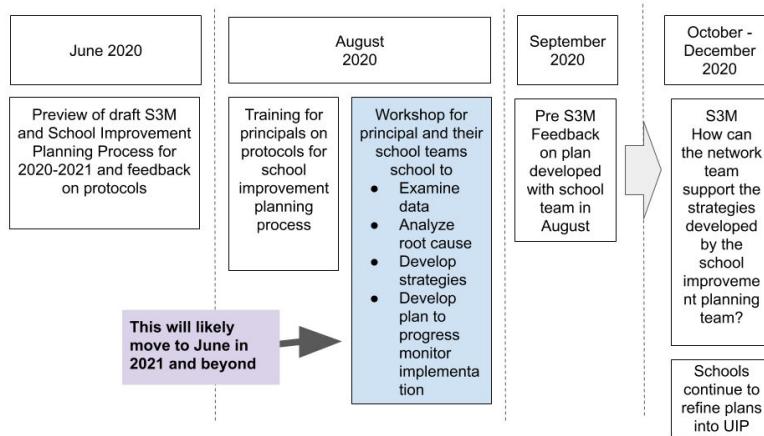 June 2020
August
2020
September
2020
October -
December
2020
Preview of draft S3M
and School Improvement
Planning Process for
2020-2021 and feedback
on protocols
Training for
principals on
protocols for
school
improvement
planning
process
Workshop for
principal and their
school teams
school to
● Examine
data
● Analyze
root cause
● Develop
strategies
● Develop
plan to
progress
monitor
implementa
tion
This will likely
move to June in
2021 and beyond
Pre S3M
Feedback
on plan
developed
with school
team in
August
S3M
How can
the network
team
support the
strategies
developed
by the
school
improveme
nt planning
team?
Schools
continue to
refine plans
into UIP